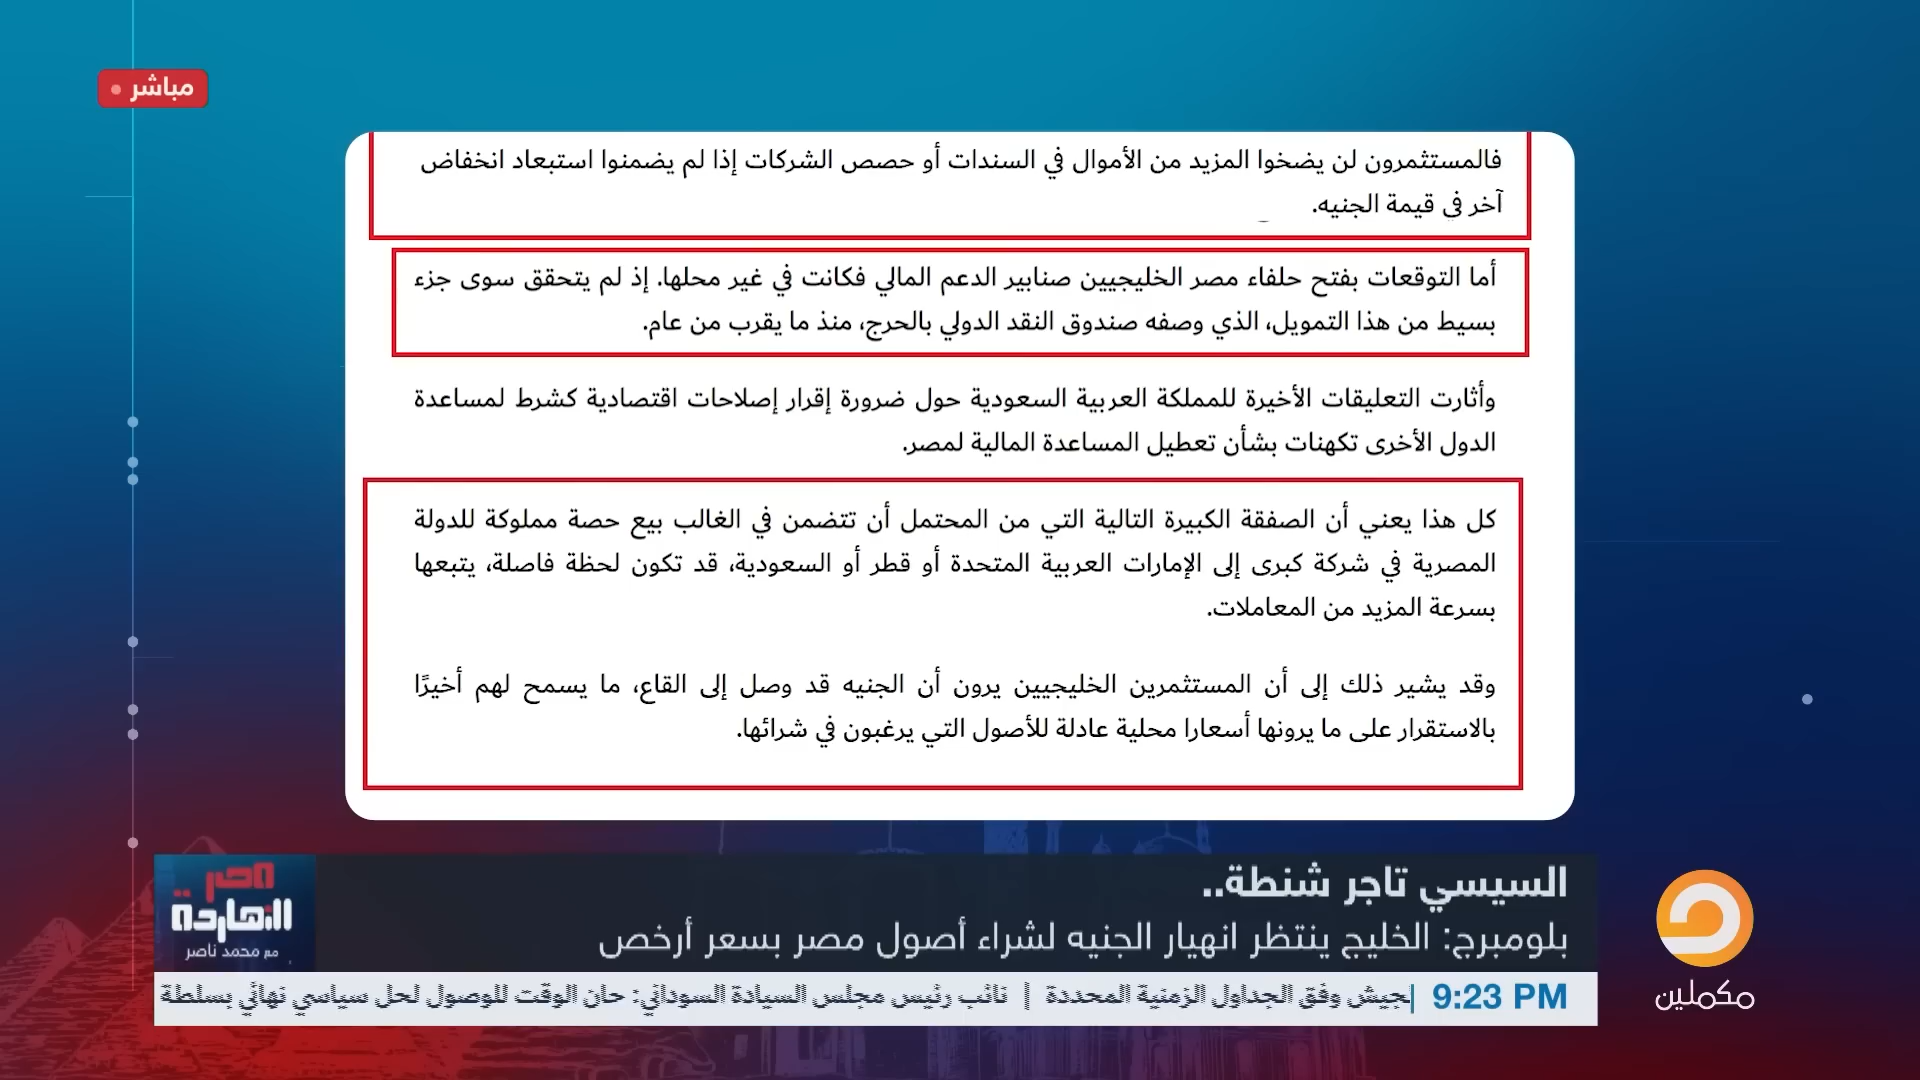 مباشر
فالمستثمرون لن يضخوا المزيد من الأموال في السندات أو حصص الشركات إذا لم يضمنوا استبعاد انخفاض
آخر في قيمة الجنيه.
أما التوقعات بفتح حلفاء مصر الخليجيين صنابير الدعم المالي فكانت في غير محلها. إذ لم يتحقق سوى جزء
بسيط من هذا التمويل، الذي وصفه صندوق النقد الدولي بالحرج، منذ ما يقرب من عام.
وأثارت التعليقات الأخيرة للمملكة العربية السعودية حول ضرورة إقرار إصلاحات اقتصادية كشرط لمساعدة
الدول الأخرى تكهنات بشأن تعطيل المساعدة المالية لمصر.
كل هذا يعني أن الصفقة الكبيرة التالية التي من المحتمل أن تتضمن في الغالب بيع حصة مملوكة للدولة
المصرية في شركة كبرى إلى الإمارات العربية المتحدة أو قطر أو السعودية، قد تكون لحظة فاصلة، يتبعها
بسرعة المزيد من المعاملات.
وقد يشير ذلك إلى أن المستثمرين الخليجيين يرون أن الجنيه قد وصل إلى القاع، ما يسمح لهم أخيرًا
بالاستقرار على ما يرونها أسعارا محلية عادلة للأصول التي يرغبون في شرائها.
السيسي تاجر شنطة..
بلومبرج: الخليج ينتظر انهيار الجنيه لشراء أصول مصر بسعر أرخص
مصر
النهاردة
مع محمد ناصر
9:23 PM
لجيش وفق الجداول الزمنية المحددة | نائب رئيس مجلس السيادة السوداني: حان الوقت للوصول لحل سياسي نهائي بسلطة
مكملين